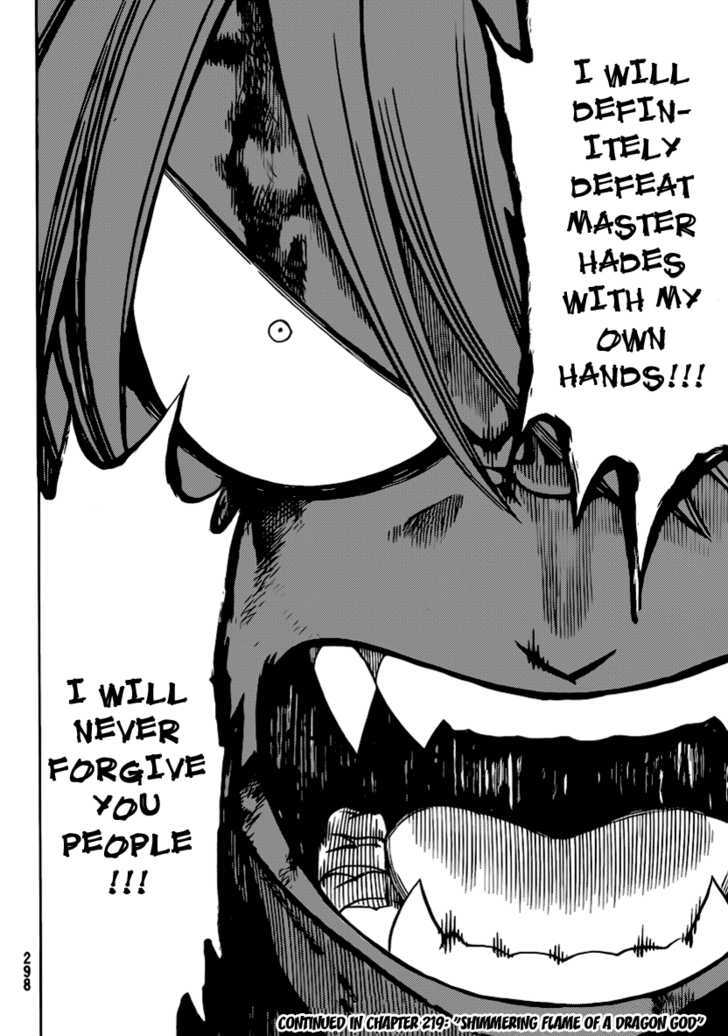 I WILL
DEFIN-
ITELY
DEFEAT
MASTER
HADES
WITH MY
OWN
HANDS!!!
I WILL
NEVER
FORGIVE
YOU
PEOPLE
!!!
298
CONTINUED IN CHAPTER 219: "SHIMMERING FLAME OF A DRAGON GOD"